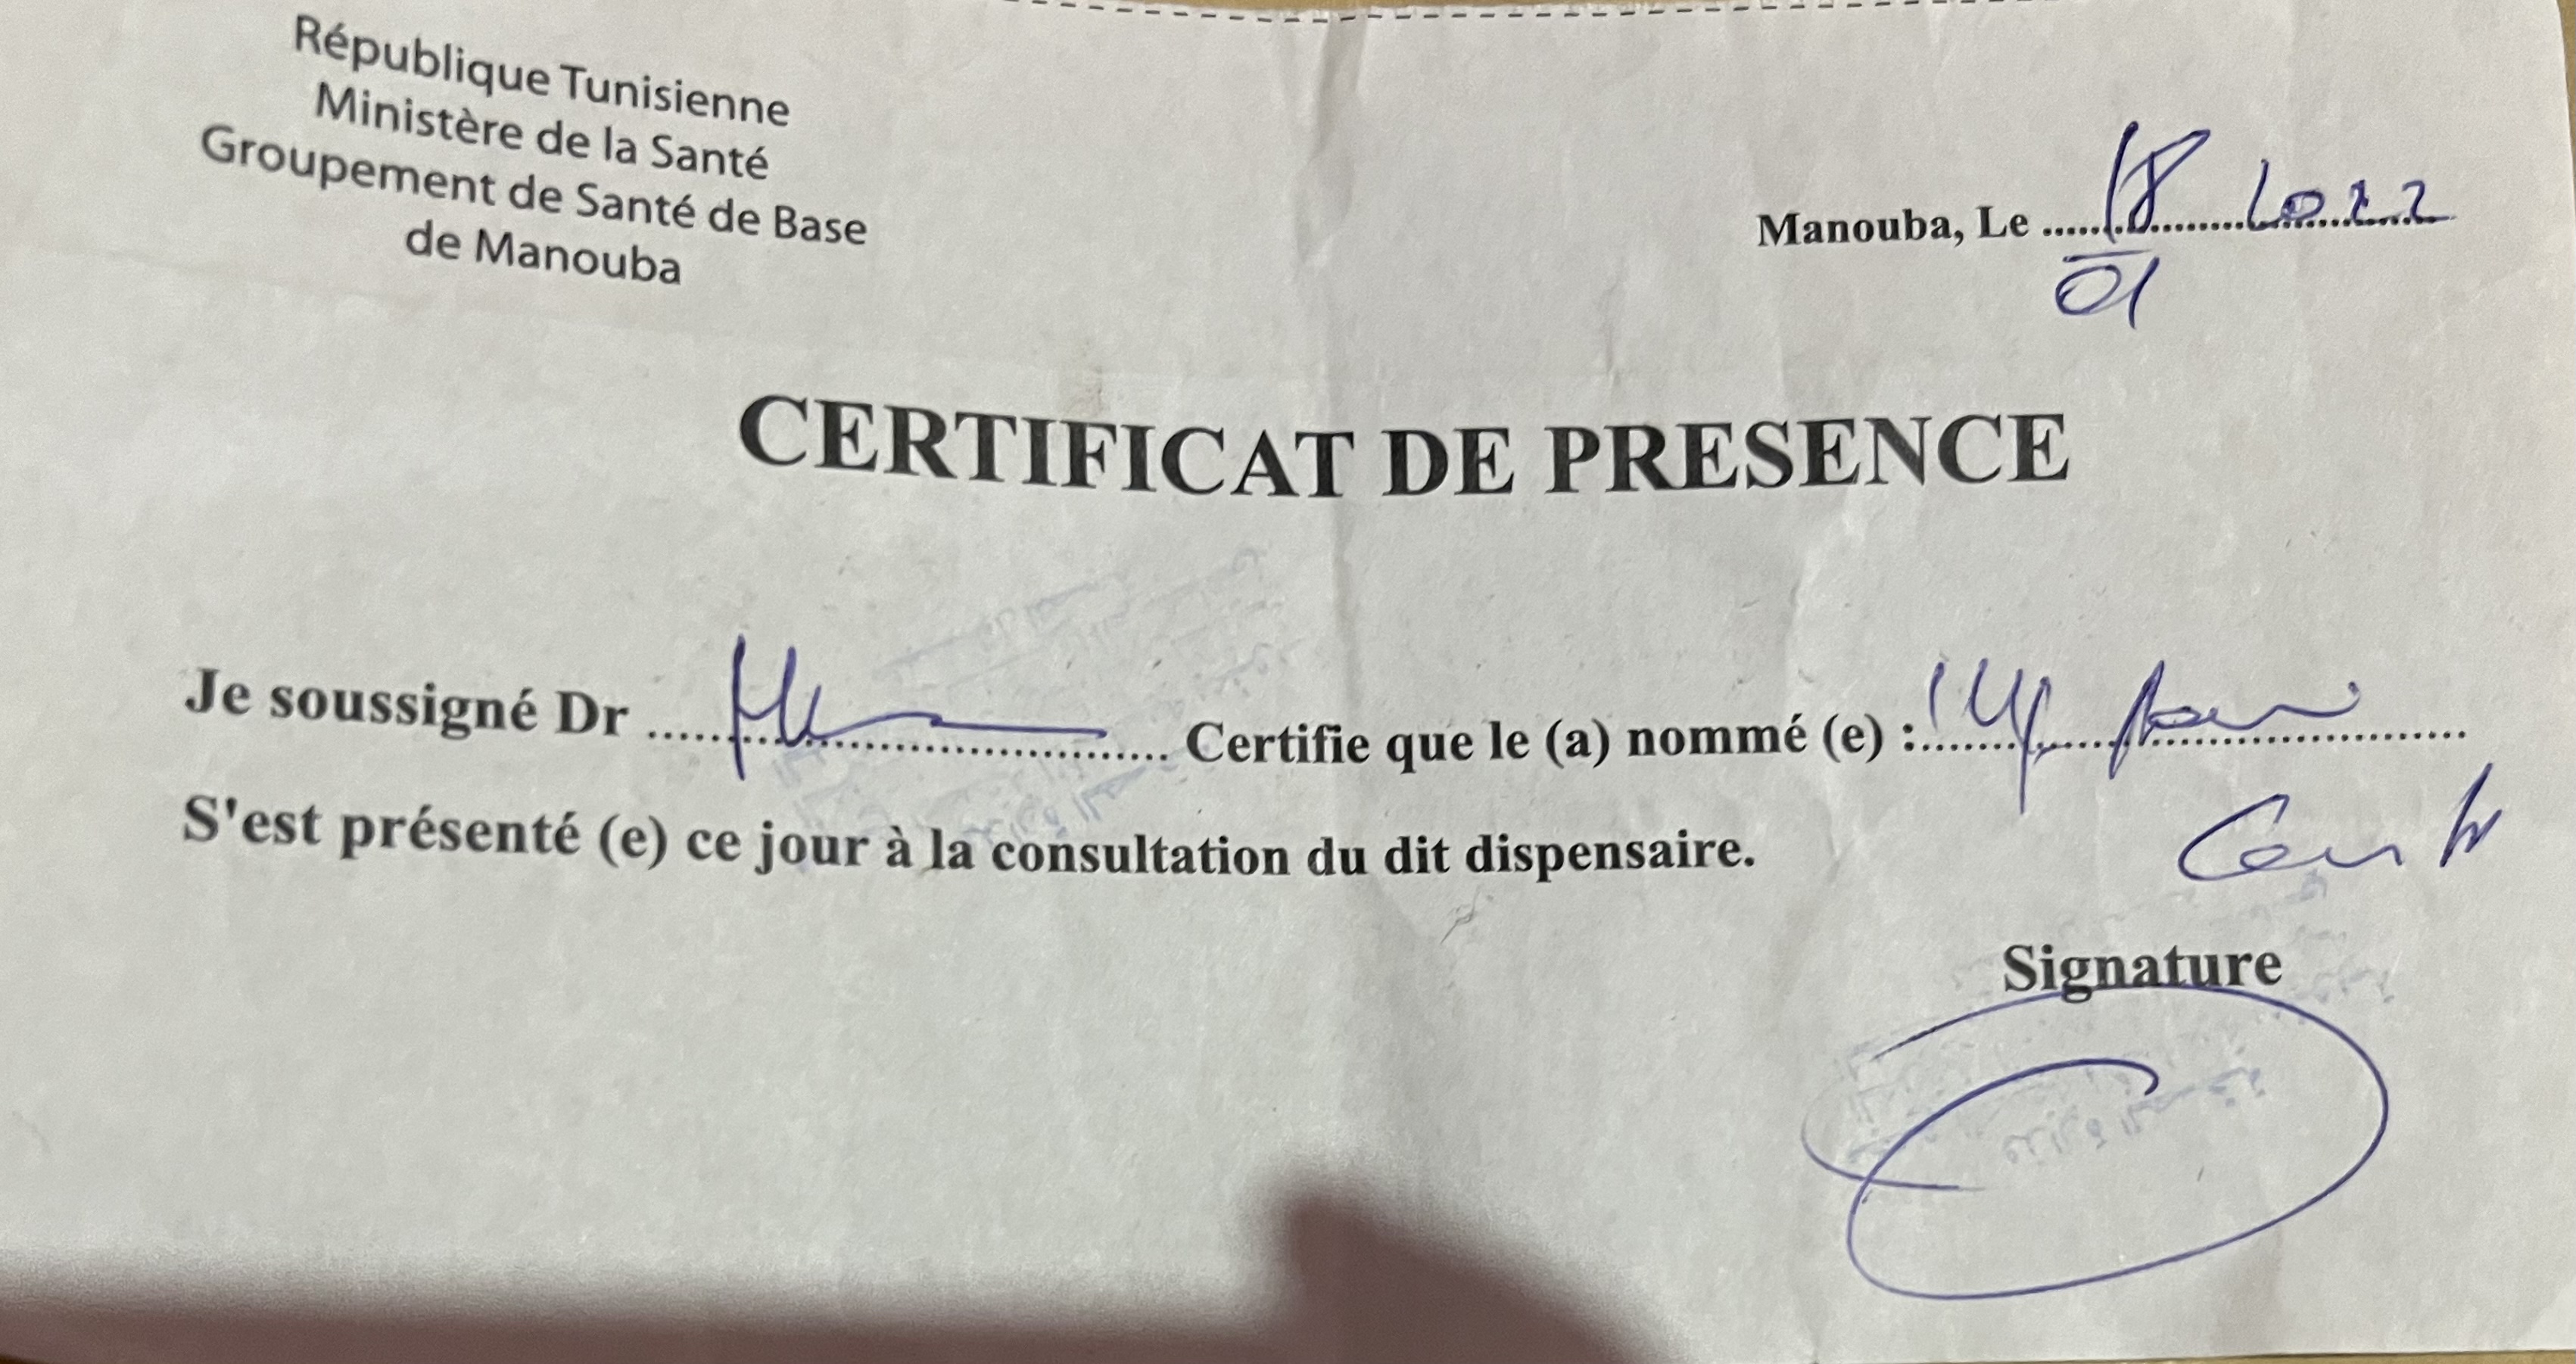 République Tunisienne
Ministère de la Santé
Groupement de Santé de Base
de Manouba
Manouba, Le ......18.........2022
01
CERTIFICAT DE PRESENCE
Je soussigné Dr .............................. Certifie que le (a) nommé (e) :..............................
S'est présenté (e) ce jour à la consultation du dit dispensaire.
Signature